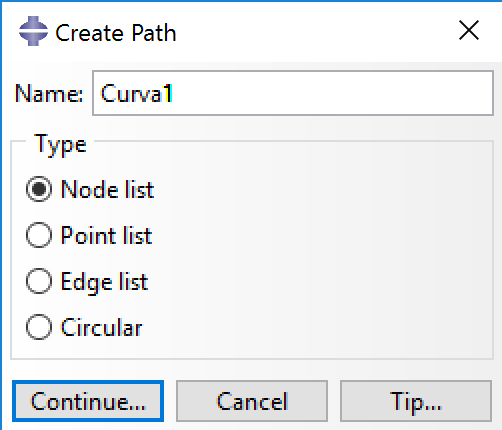 Create Path
Name: Curva1
Type
Node list
Point list
Edge list
Circular
Continue... Cancel Tip...